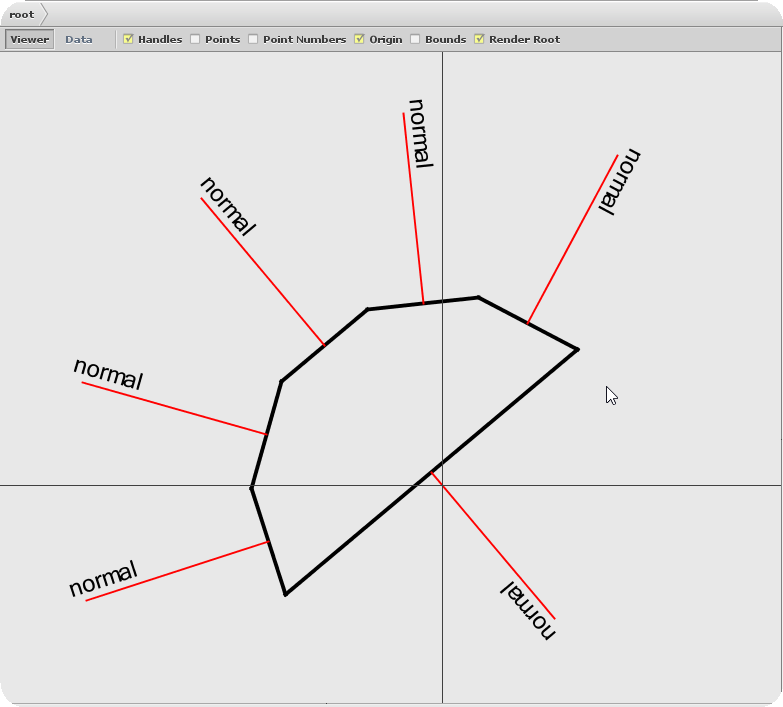 root
Viewer Data Handles Points Point Numbers Origin Bounds Render Root
normal
normal
normal
normal
normal
normal